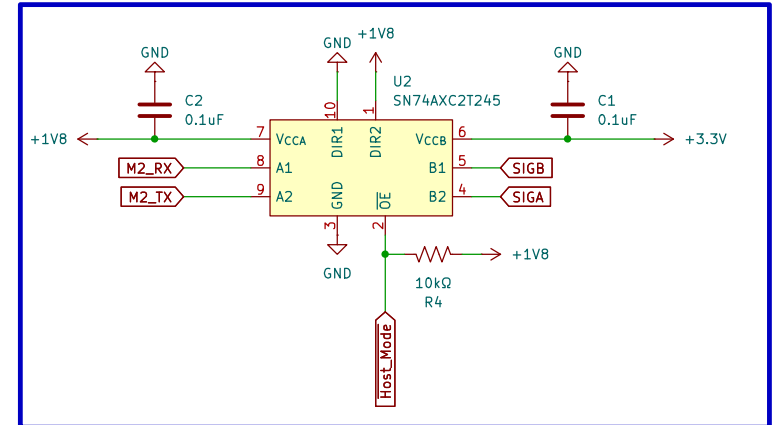 GND
GND
+1V8
GND
U2
SN74AXC2T245
C2
0.1uF
C1
0.1uF
10
1
DIR1
DIR2
+1V8
7
VCCA
VCCB
6
+3.3V
M2_RX
8
A1
B1
5
SIGB
M2_TX
9
A2
B2
4
SIGA
GND
OE
3
2
GND
+1V8
10kΩ
R4
Host_Mode